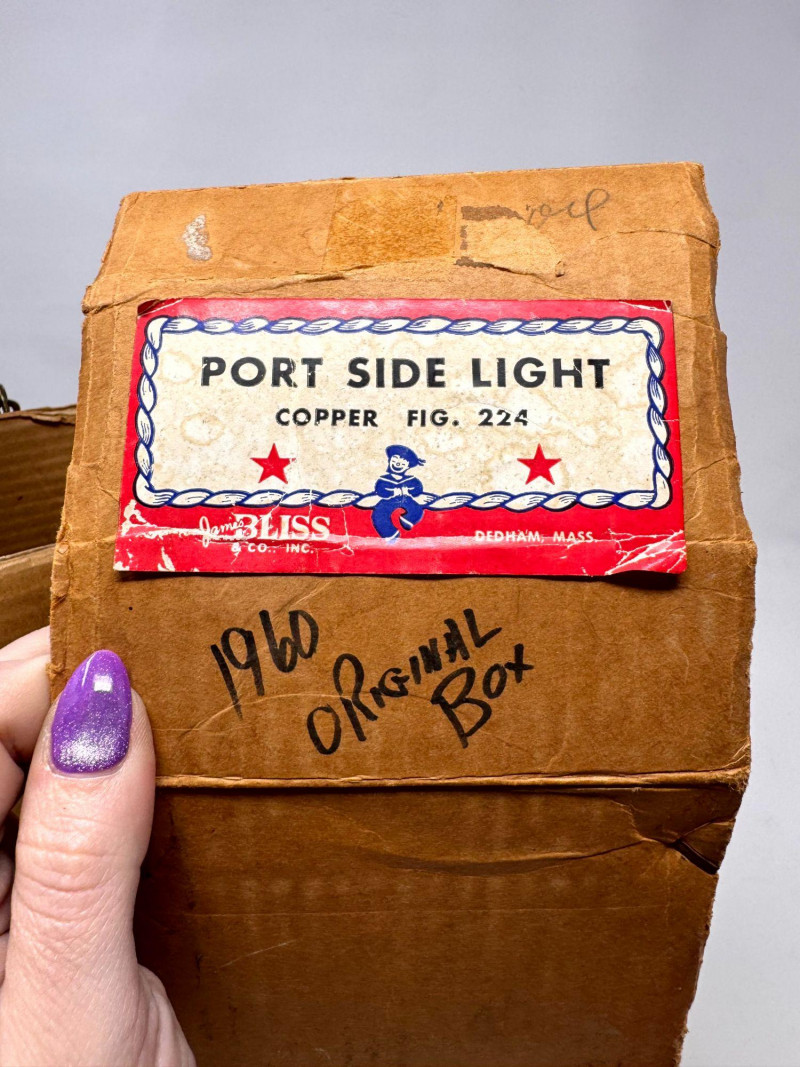 PORT SIDE LIGHT
COPPER FIG. 224
James BLISS
& CO., INC.
DEDHAM, MASS.
1960
ORIGINAL
BOX